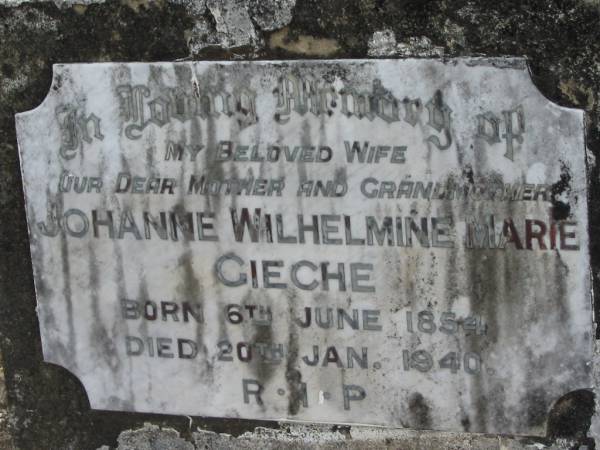 In Loving Memory of
MY BELOVED WIFE
OUR DEAR MOTHER AND GRANDMOTHER
JOHANNE WILHELMINE MARIE
GIESCHE
BORN 6TH JUNE 1854.
DIED 20TH JAN. 1940.
R.I.P